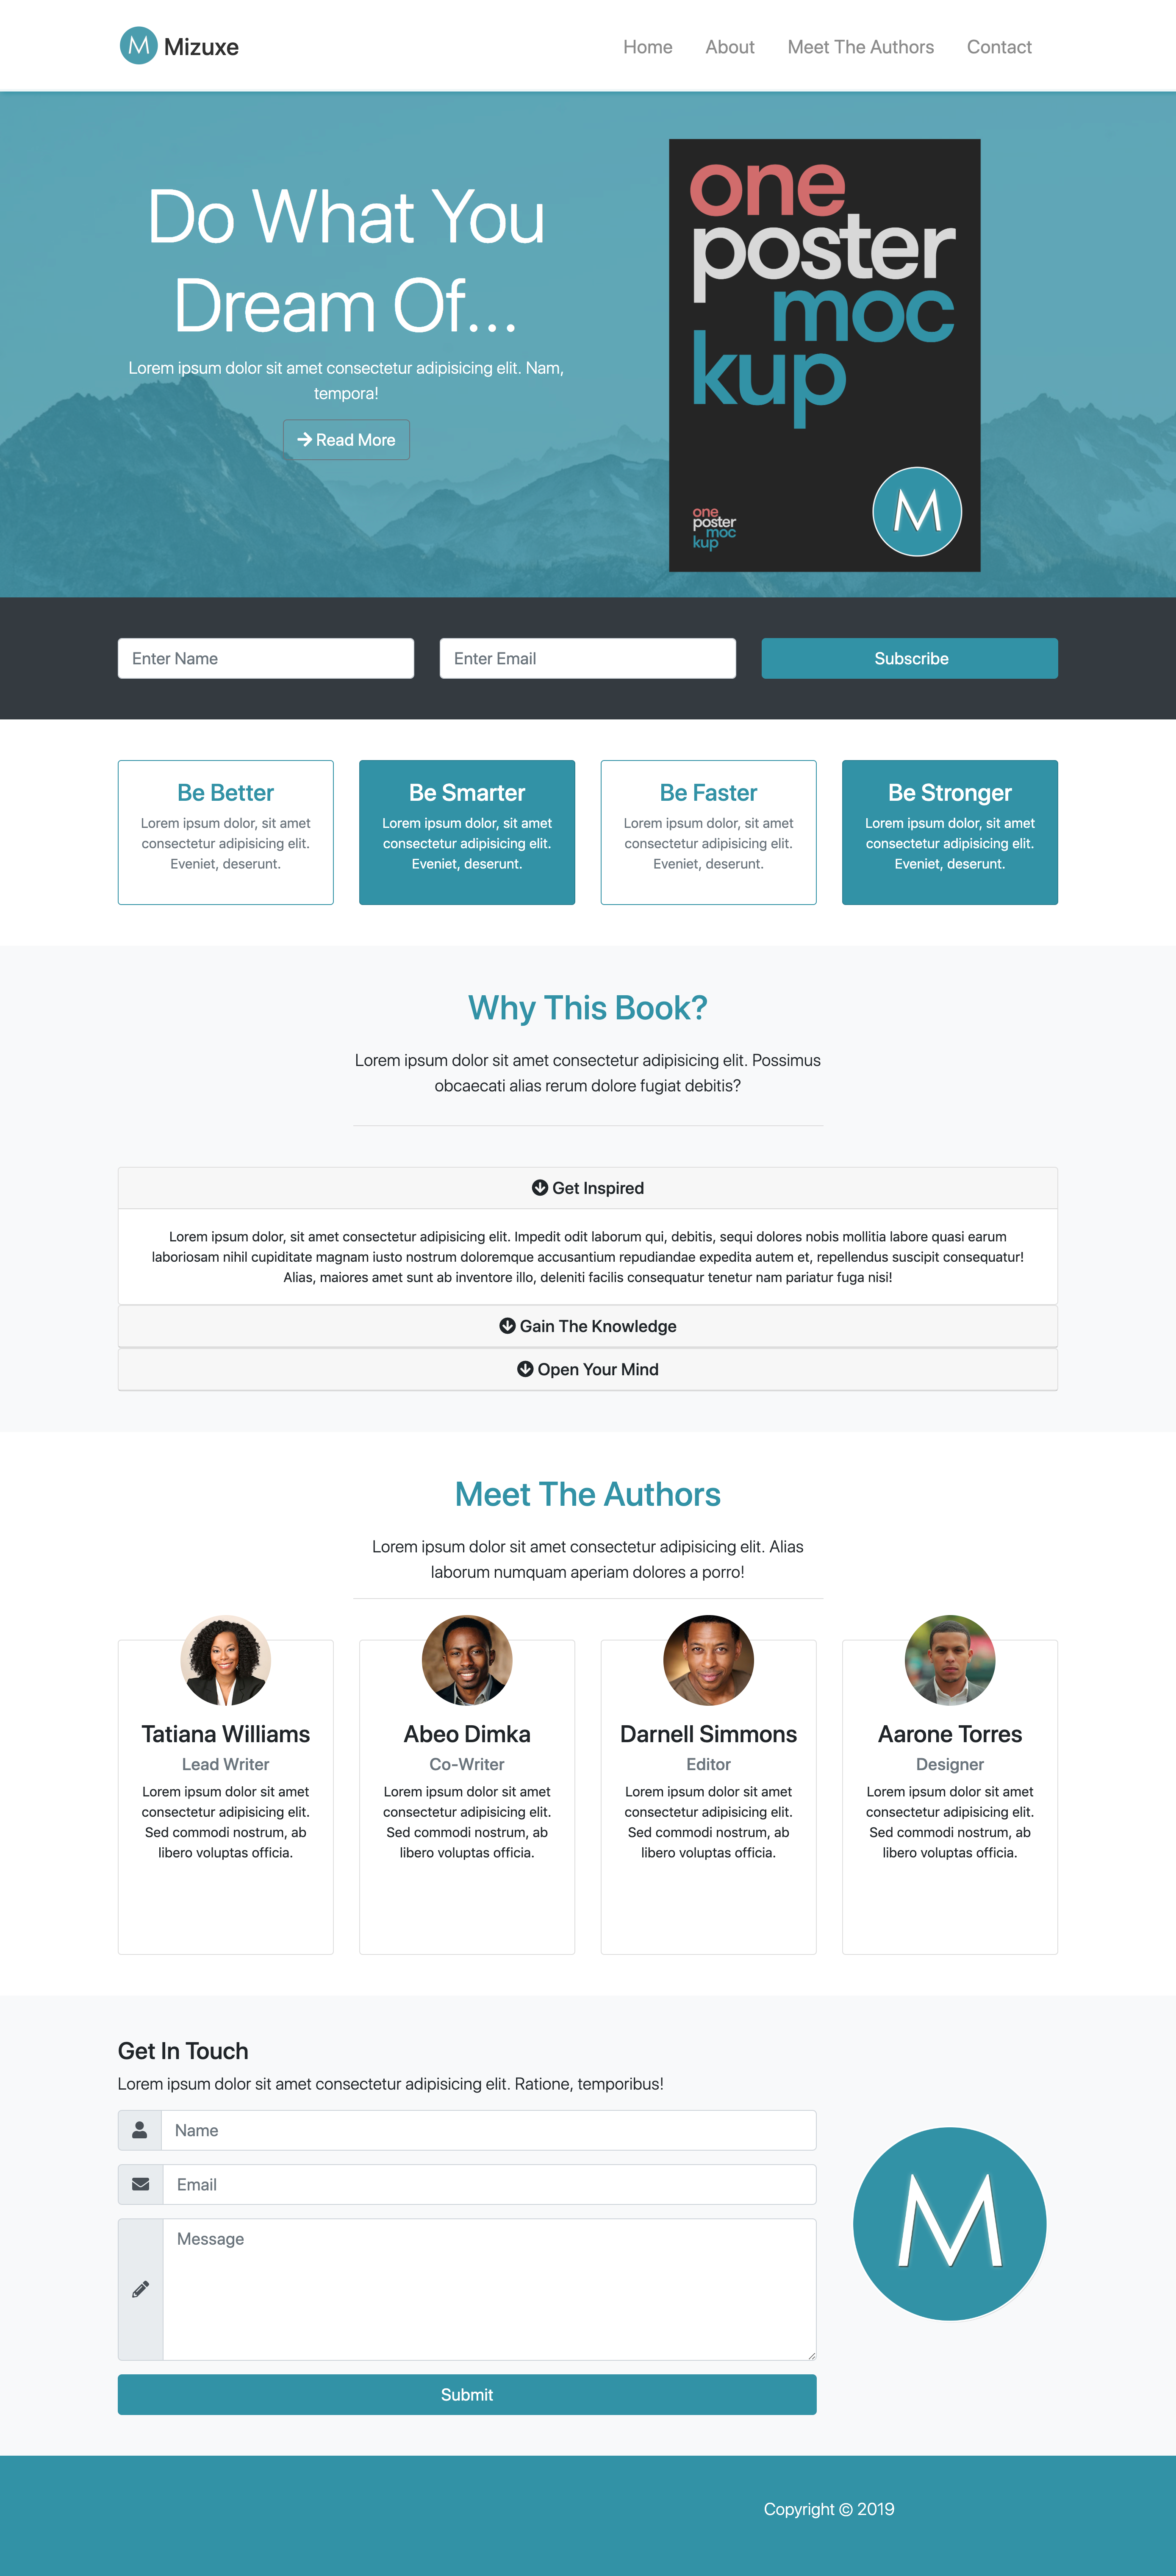 M Mizuxe
Home About Meet The Authors Contact
Do What You
Dream Of...
Lorem ipsum dolor sit amet consectetur adipisicing elit. Nam,
tempora!
Read More
one
poster
moc
kup
one
poster
moc
kup
M
Enter Name
Enter Email
Subscribe
Be Better
Lorem ipsum dolor, sit amet
consectetur adipisicing elit.
Eveniet, deserunt.
Be Smarter
Lorem ipsum dolor, sit amet
consectetur adipisicing elit.
Eveniet, deserunt.
Be Faster
Lorem ipsum dolor, sit amet
consectetur adipisicing elit.
Eveniet, deserunt.
Be Stronger
Lorem ipsum dolor, sit amet
consectetur adipisicing elit.
Eveniet, deserunt.
Why This Book?
Lorem ipsum dolor sit amet consectetur adipisicing elit. Possimus
obcaecati alias rerum dolore fugiat debitis?
Get Inspired
Lorem ipsum dolor, sit amet consectetur adipisicing elit. Impedit odit laborum qui, debitis, sequi dolores nobis mollitia labore quasi earum
laboriosam nihil cupiditate magnam iusto nostrum doloremque accusantium repudiandae expedita autem et, repellendus suscipit consequatur!
Alias, maiores amet sunt ab inventore illo, deleniti facilis consequatur tenetur nam pariatur fuga nisi!
Gain The Knowledge
Open Your Mind
Meet The Authors
Lorem ipsum dolor sit amet consectetur adipisicing elit. Alias
laborum numquam aperiam dolores a porro!
Tatiana Williams
Lead Writer
Lorem ipsum dolor sit amet
consectetur adipisicing elit.
Sed commodi nostrum, ab
libero voluptas officia.
Abeo Dimka
Co-Writer
Lorem ipsum dolor sit amet
consectetur adipisicing elit.
Sed commodi nostrum, ab
libero voluptas officia.
Darnell Simmons
Editor
Lorem ipsum dolor sit amet
consectetur adipisicing elit.
Sed commodi nostrum, ab
libero voluptas officia.
Aarone Torres
Designer
Lorem ipsum dolor sit amet
consectetur adipisicing elit.
Sed commodi nostrum, ab
libero voluptas officia.
Get In Touch
Lorem ipsum dolor sit amet consectetur adipisicing elit. Ratione, temporibus!
Name
Email
Message
Submit
M
Copyright © 2019